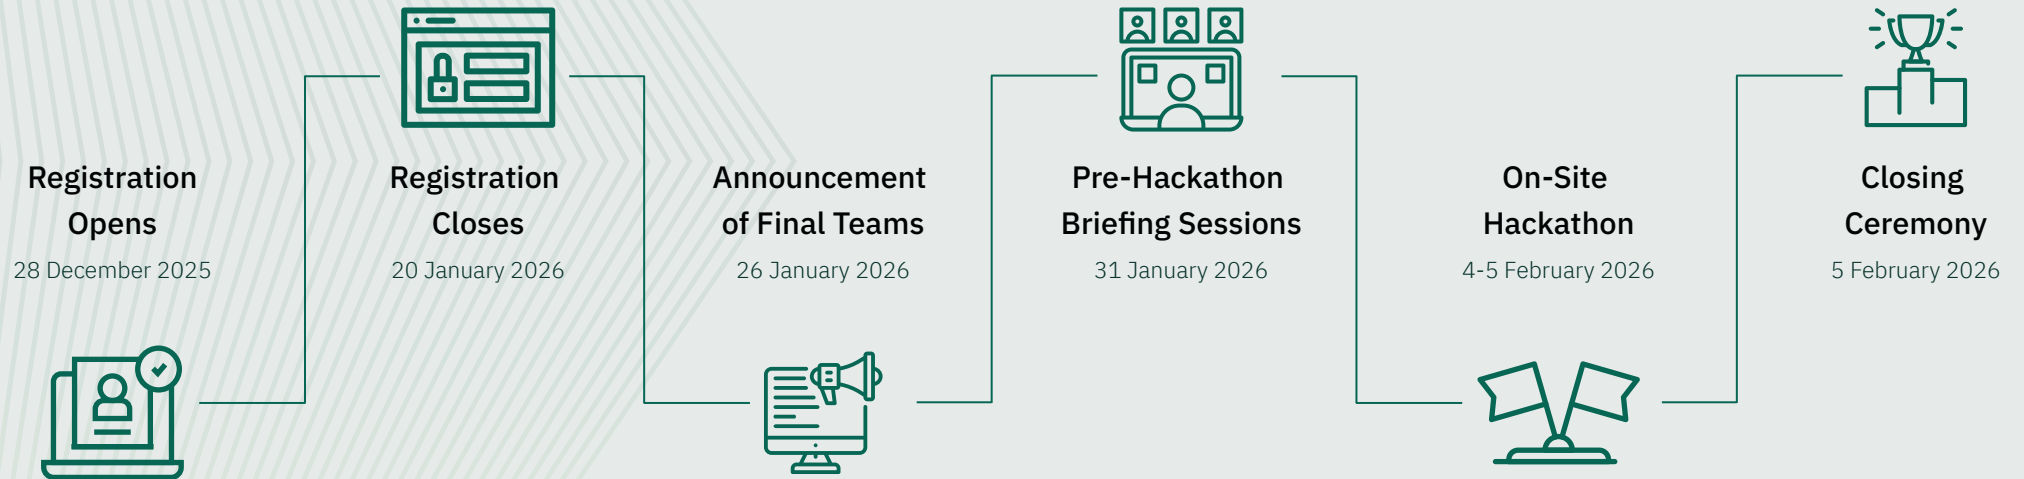 Registration
Opens
28 December 2025
Registration
Closes
20 January 2026
Announcement
of Final Teams
26 January 2026
Pre-Hackathon
Briefing Sessions
31 January 2026
On-Site
Hackathon
4-5 February 2026
Closing
Ceremony
5 February 2026